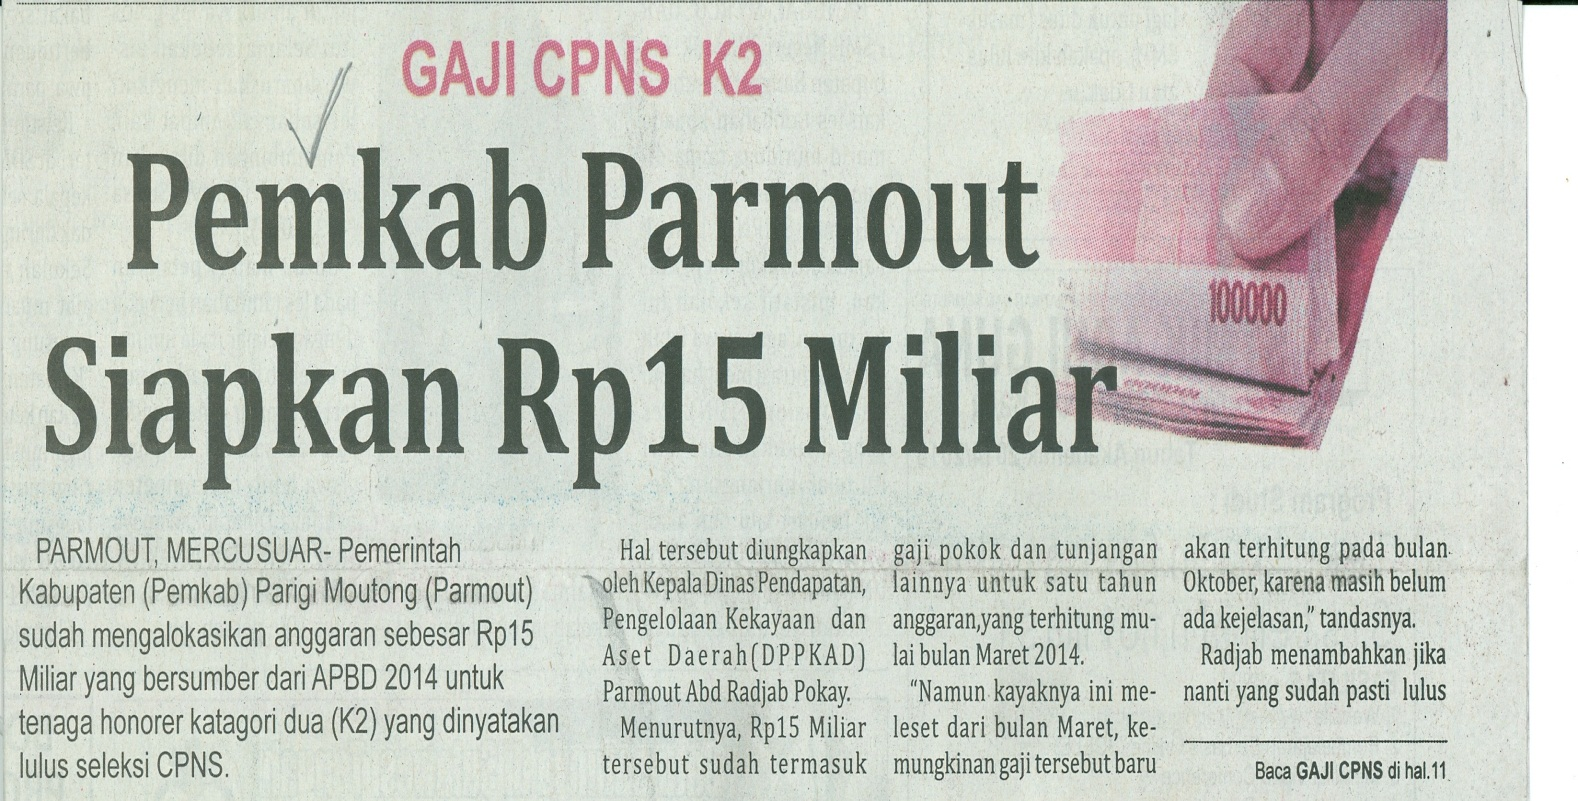 GAJI CPNS K2
Pemkab Parmout
Siapkan Rp15 Miliar
100000
PARMOUT, MERCUSUAR- Pemerintah
Kabupaten (Pemkab) Parigi Moutong (Parmout)
sudah mengalokasikan anggaran sebesar Rp15
Miliar yang bersumber dari APBD 2014 untuk
tenaga honorer katagori dua (K2) yang dinyatakan
lulus seleksi CPNS.
Hal tersebut diungkapkan
oleh Kepala Dinas Pendapatan,
Pengelolaan Kekayaan dan
Aset Daerah(DPPKAD)
Parmout Abd Radjab Pokay.
Menurutnya, Rp15 Miliar
tersebut sudah termasuk
gaji pokok dan tunjangan
lainnya untuk satu tahun
anggaran,yang terhitung mu-
lai bulan Maret 2014.
“Namun kayaknya ini me-
leset dari bulan Maret, ke-
mungkinan gaji tersebut baru
akan terhitung pada bulan
Oktober, karena masih belum
ada kejelasan,” tandasnya.
Radjab menambahkan jika
nanti yang sudah pasti lulus
Baca GAJI CPNS di hal.11